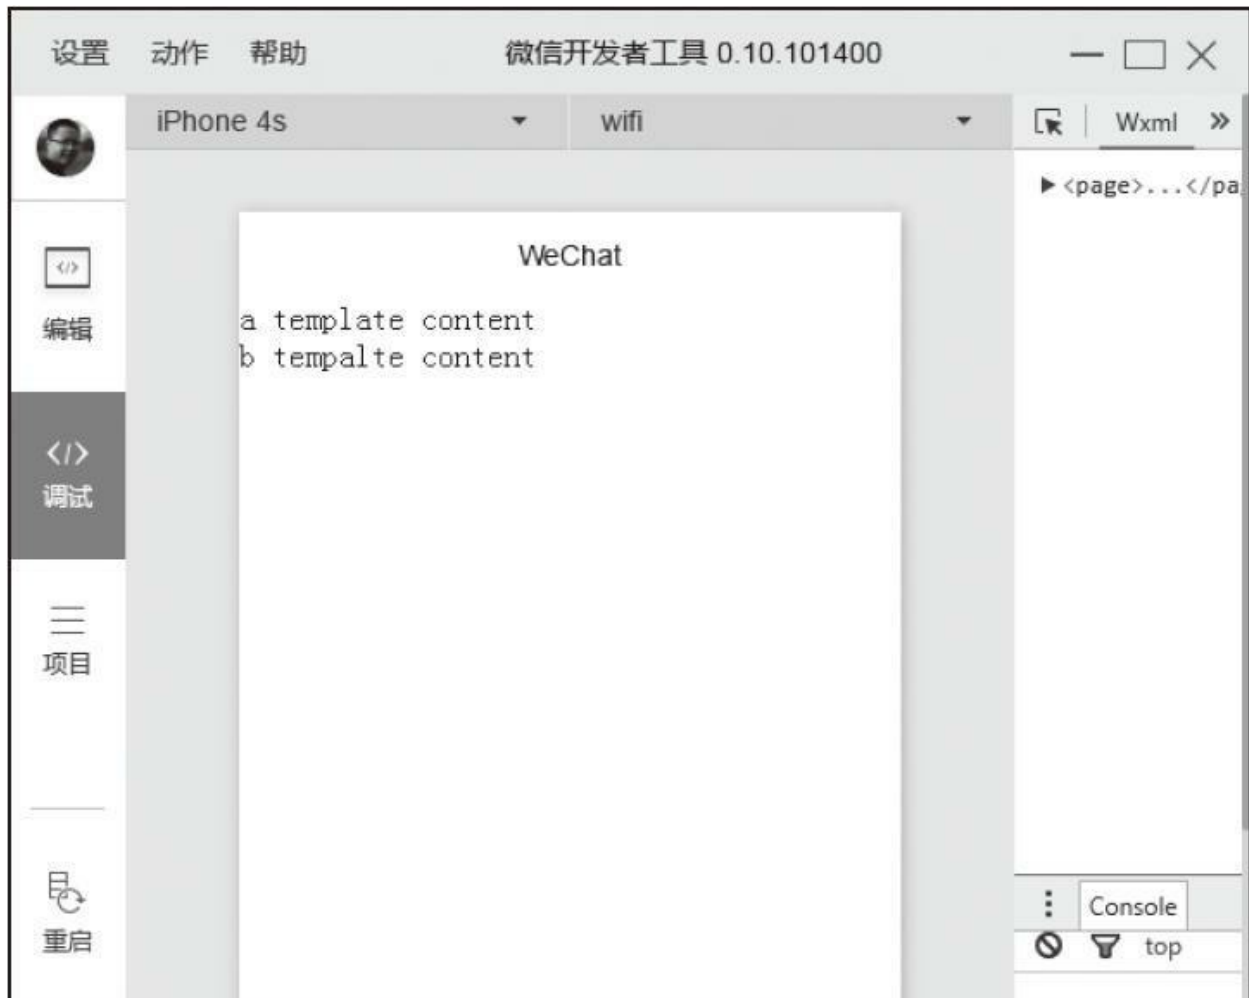 设置 动作 帮助 微信开发者工具 0.10.101400
iPhone 4s wifi Wxml »
<page>...</pa
WeChat
a template content
b tempalte content
</>
编辑
</>
调试
项目
重启
Console
top